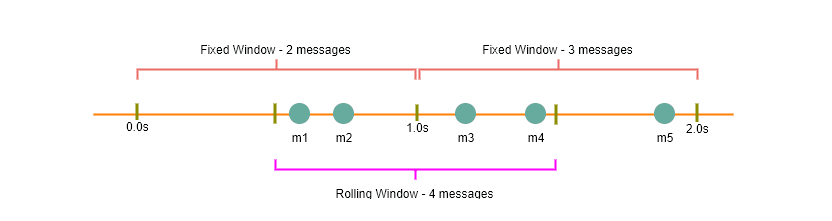 Fixed Window - 2 messages
Fixed Window - 3 messages
0.0s
1.0s
2.0s
m1
m2
m3
m4
m5
Rolling Window - 4 messages